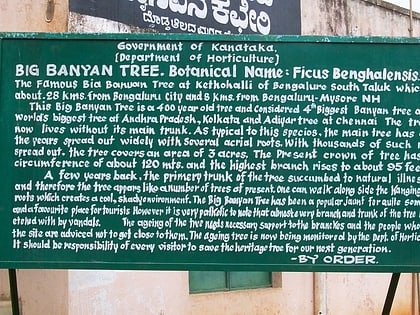 ದೊಡ್ಡ ಆಲದ
Government of Kanataka.
(Department of Horticulture)
BIG BANYAN TREE. Botanical Name: Ficus Benghalensis
The Famous Big Banyan Tree at Kethohalli of Bengalore South Taluk which
about.28 kms.from Bengaluru City and 8 Kms.from Bengaluru-Mysore NH
This Big Banyan Tree is a 400 year old tree and Considered 4th Biggest Banyan tree
worlds biggest tree at Andhra Pradesh, Kolkata and Adiyar tree at chennai The
now lives without its main trunk. As typical to this species, the main tree has
the years spread out widely with several acrial roots. With thousands of such
spread out, the tree covers an area of 3 acres. The Present crown of tree has
circumference of about 120 mts. and the highest branch rises to about 95 feet
A few years back, the primery trunk of the tree succumbed to natural illness
and therefore the tree appars like a number of trees at present. one can walk along the Hanging
roots which creates a cool, shady environment. The Big Banyan Tree has been a popular jaunt for quite some
and a favourite place for tourists However it is very pathetic to note that almost every branch and trunk of the tree
etched with by vandals. The ageing of the tree needs necessary support to the branches and the people who
the site are adviced not to get close to them. The ageing tree is now being monitored by the Dept. of Horti
It should be responsibility of every visitor to save the heritage tree for our next generation.
-BY ORDER.